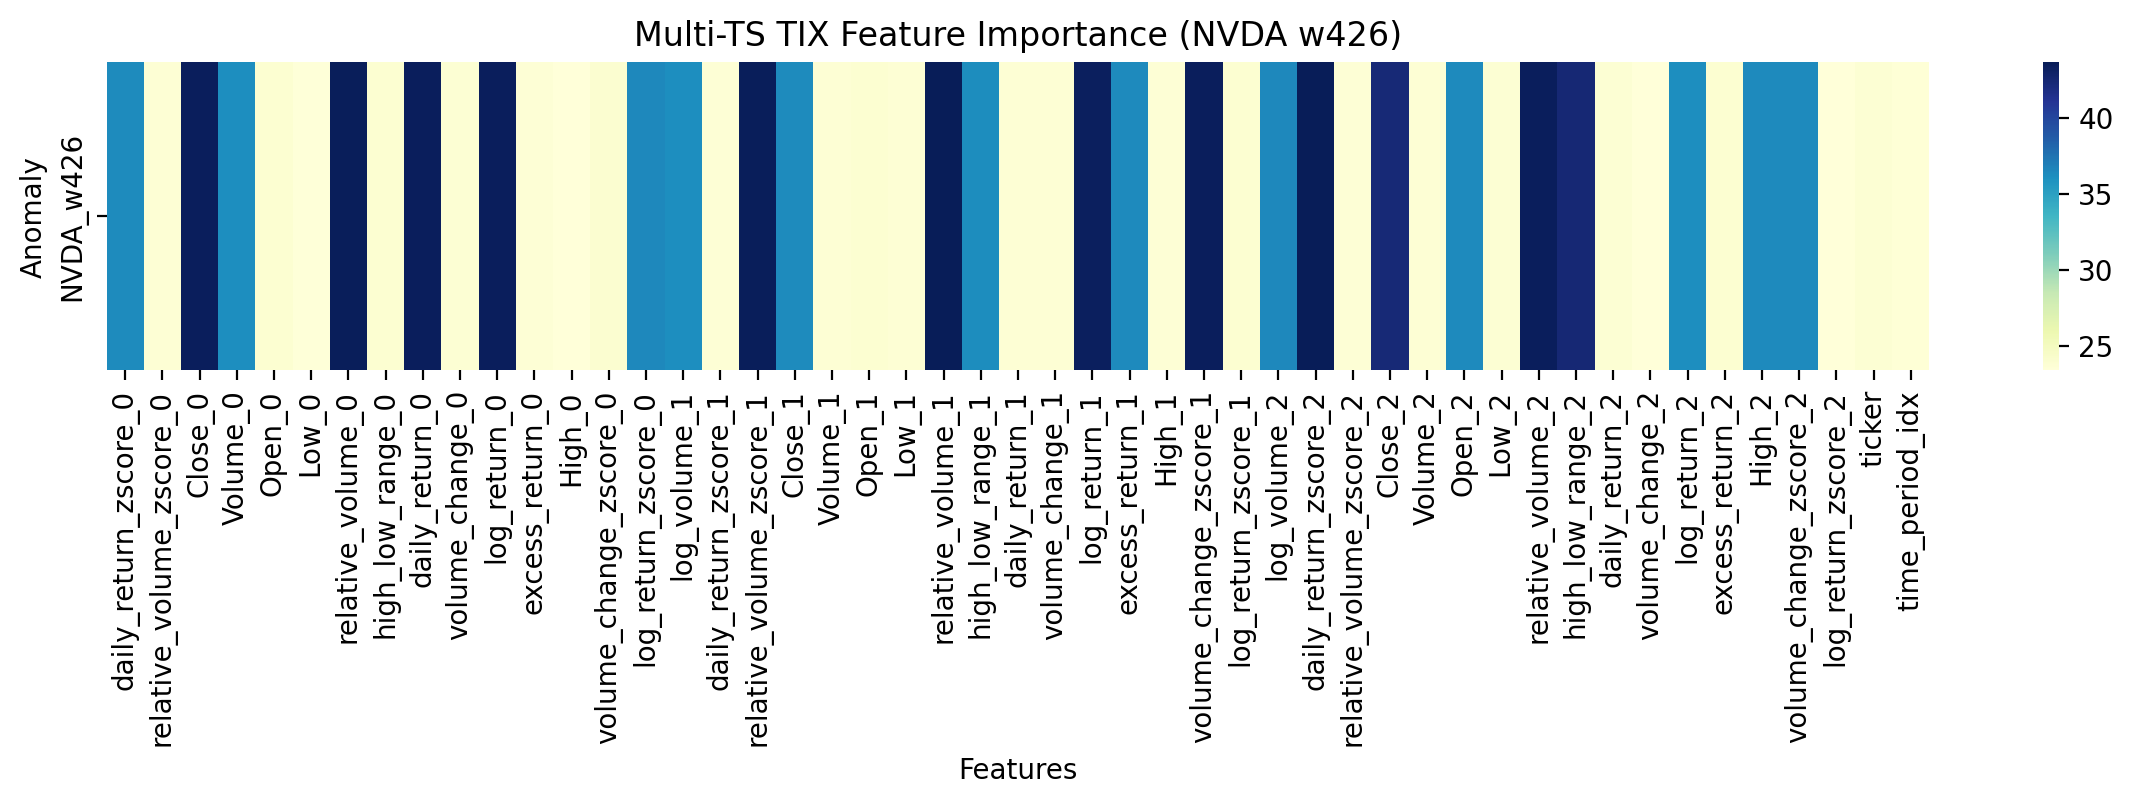 Multi-TS TIX Feature Importance (NVDA w426)
Anomaly
NVDA_w426
40
35
30
25
daily_return_zscore_0
relative_volume_zscore_0
Close_0
Volume_0
Open_0
Low_0
relative_volume_0
high_low_range_0
daily_return_0
volume_change_0
log_return_0
excess_return_0
High_0
volume_change_zscore_0
log_return_zscore_0
log_volume_1
daily_return_zscore_1
relative_volume_zscore_1
Close_1
Volume_1
Open_1
Low_1
relative_volume_1
high_low_range_1
daily_return_1
volume_change_1
log_return_1
excess_return_1
High_1
volume_change_zscore_1
log_return_zscore_1
log_volume_2
daily_return_zscore_2
relative_volume_zscore_2
Close_2
Volume_2
Open_2
Low_2
relative_volume_2
high_low_range_2
daily_return_2
volume_change_2
log_return_2
excess_return_2
High_2
volume_change_zscore_2
log_return_zscore_2
ticker
time_period_idx
Features